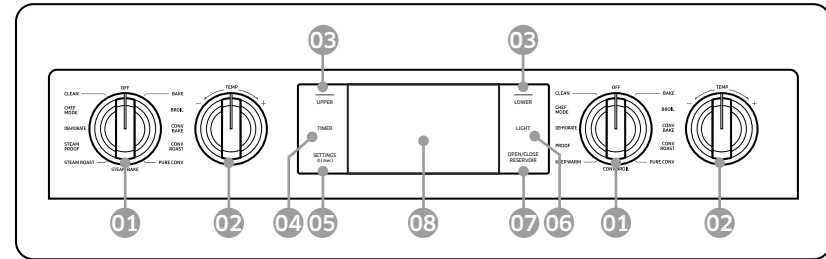 03
03
OFF
CLEAN
BAKE
CHEF
MODE
BROIL
DEHYDRATE
CONV
BAKE
STEAM
PROOF
CONV
ROAST
STEAM ROAST
PURE CONV
STEAM BAKE
TEMP
− +
UPPER
TIMER
SETTINGS
LOWER
LIGHT
OPEN/CLOSE
RESERVOIR
OFF
CLEAN
BAKE
CHEF
MODE
BROIL
DEHYDRATE
CONV
BAKE
PROOF
CONV
ROAST
KEEP WARM
PURE CONV
CONV BROIL
TEMP
− +
01
02
04
05
08
07
06
01
02